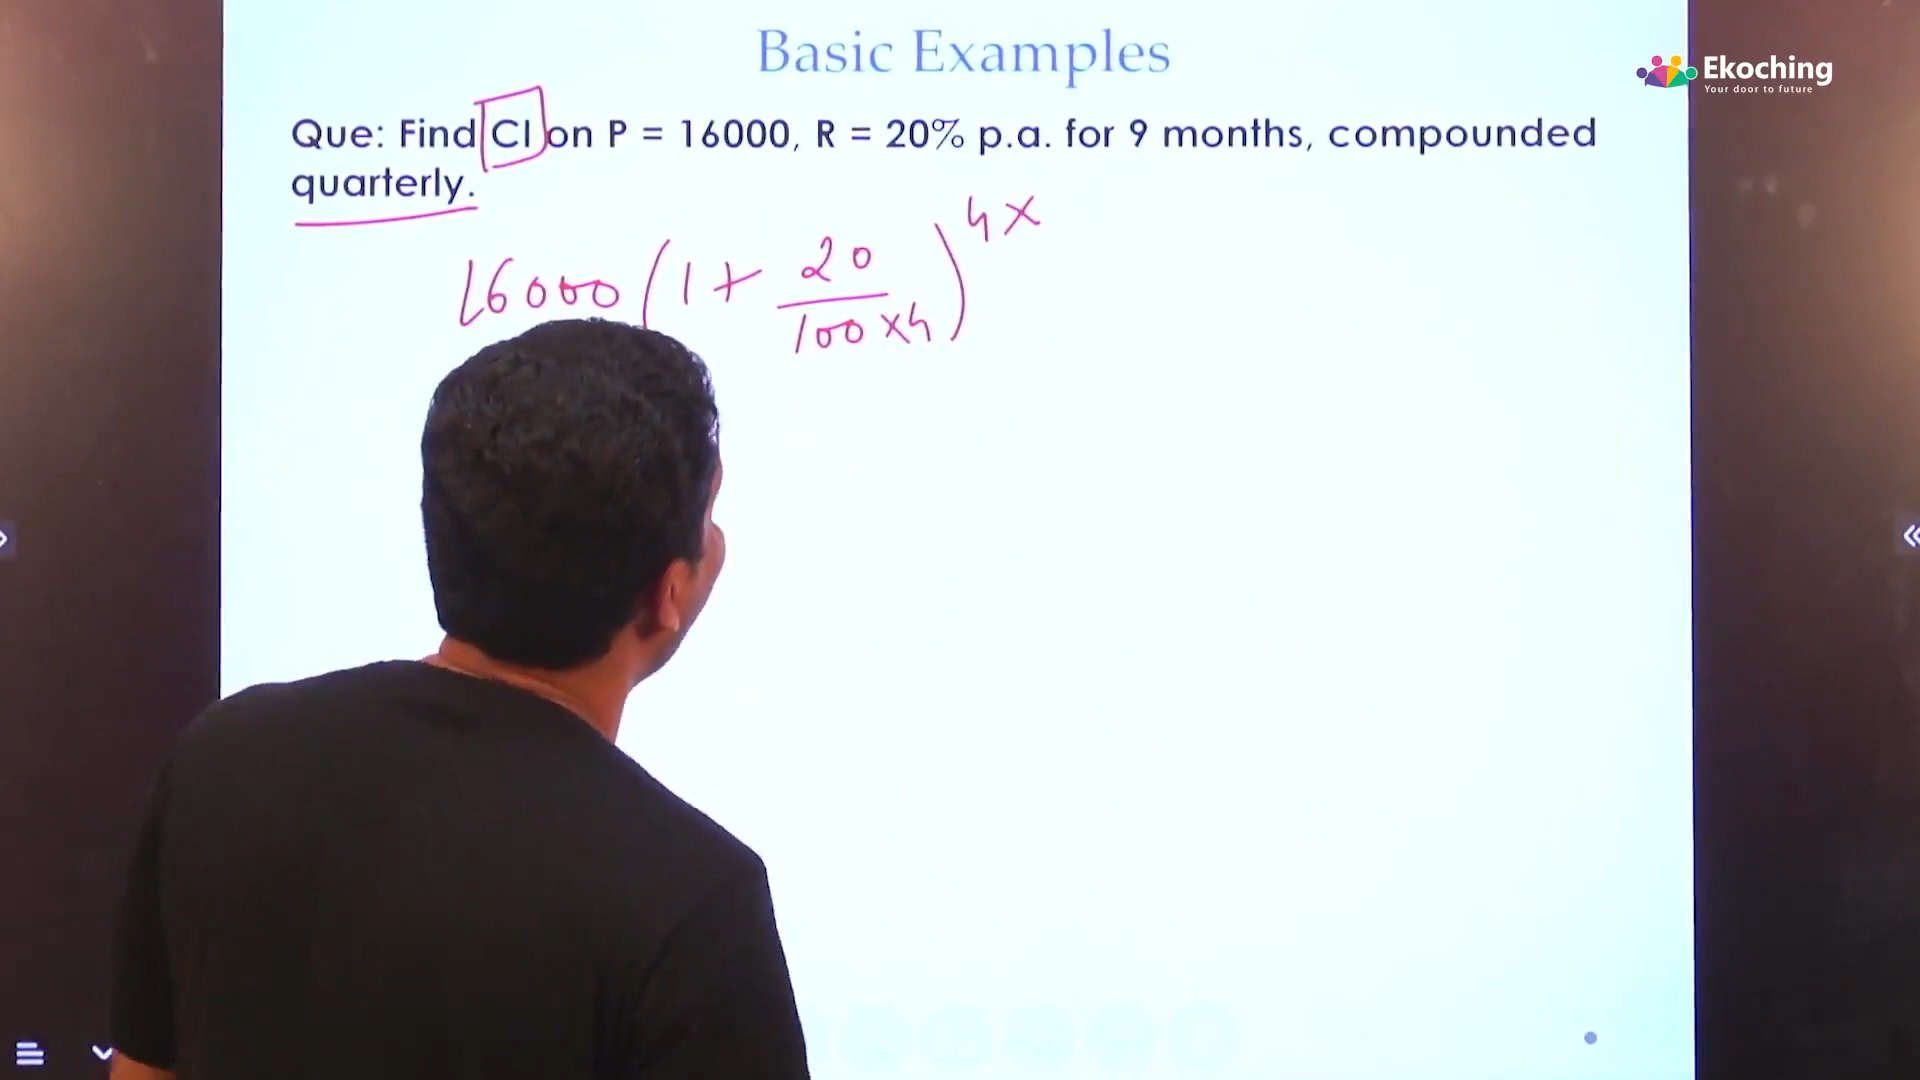 Basic Examples
Ekoching
Your door to future
Que: Find CI on P = 16000, R = 20% p.a. for 9 months, compounded
quarterly.
16000 (1 + 20 / 100 × 4)^4 ×